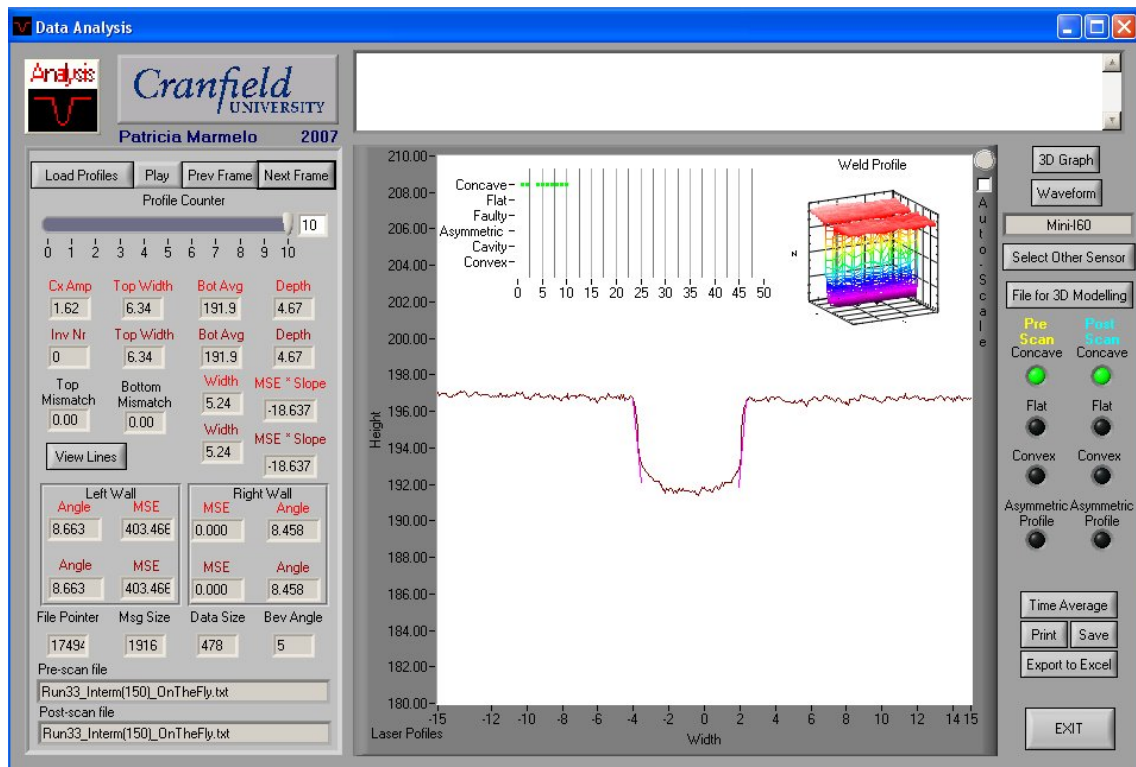 Data Analysis
Analysis
Cranfield
UNIVERSITY
Patricia Marmelo 2007
Load Profiles Play Prev Frame Next Frame
Profile Counter
10
0 1 2 3 4 5 6 7 8 9 10
Cx Amp Top Width Bot Avg Depth
1.62 6.34 191.9 4.67
Inv Nr Top Width Bot Avg Depth
0 6.34 191.9 4.67
Top Mismatch Bottom Mismatch Width MSE * Slope
0.00 0.00 5.24 -18.637
Width MSE * Slope
5.24 -18.637
View Lines
Left Wall Right Wall
Angle MSE MSE Angle
8.663 403.466 0.000 8.458
Angle MSE MSE Angle
8.663 403.466 0.000 8.458
File Pointer Msg Size Data Size Bev Angle
17494 1916 478 5
Pre-scan file
Run33_Interm(150)_OnTheFly.txt
Post-scan file
Run33_Interm(150)_OnTheFly.txt
210.00
208.00
206.00
204.00
202.00
200.00
198.00
196.00
194.00
192.00
190.00
188.00
186.00
184.00
182.00
180.00
Height
-15 -12 -10 -8 -6 -4 -2 0 2 4 6 8 10 12 14 15
Laser Pofiles
Width
Concave
Flat
Faulty
Asymmetric
Cavity
Convex
0 5 10 15 20 25 30 35 40 45 50
Weld Profile
N
Auto-Scale
3D Graph
Waveform
Mini-I60
Select Other Sensor
File for 3D Modelling
Pre Scan Post Scan
Concave Concave
Flat Flat
Convex Convex
Asymmetric Profile Asymmetric Profile
Time Average
Print Save
Export to Excel
EXIT